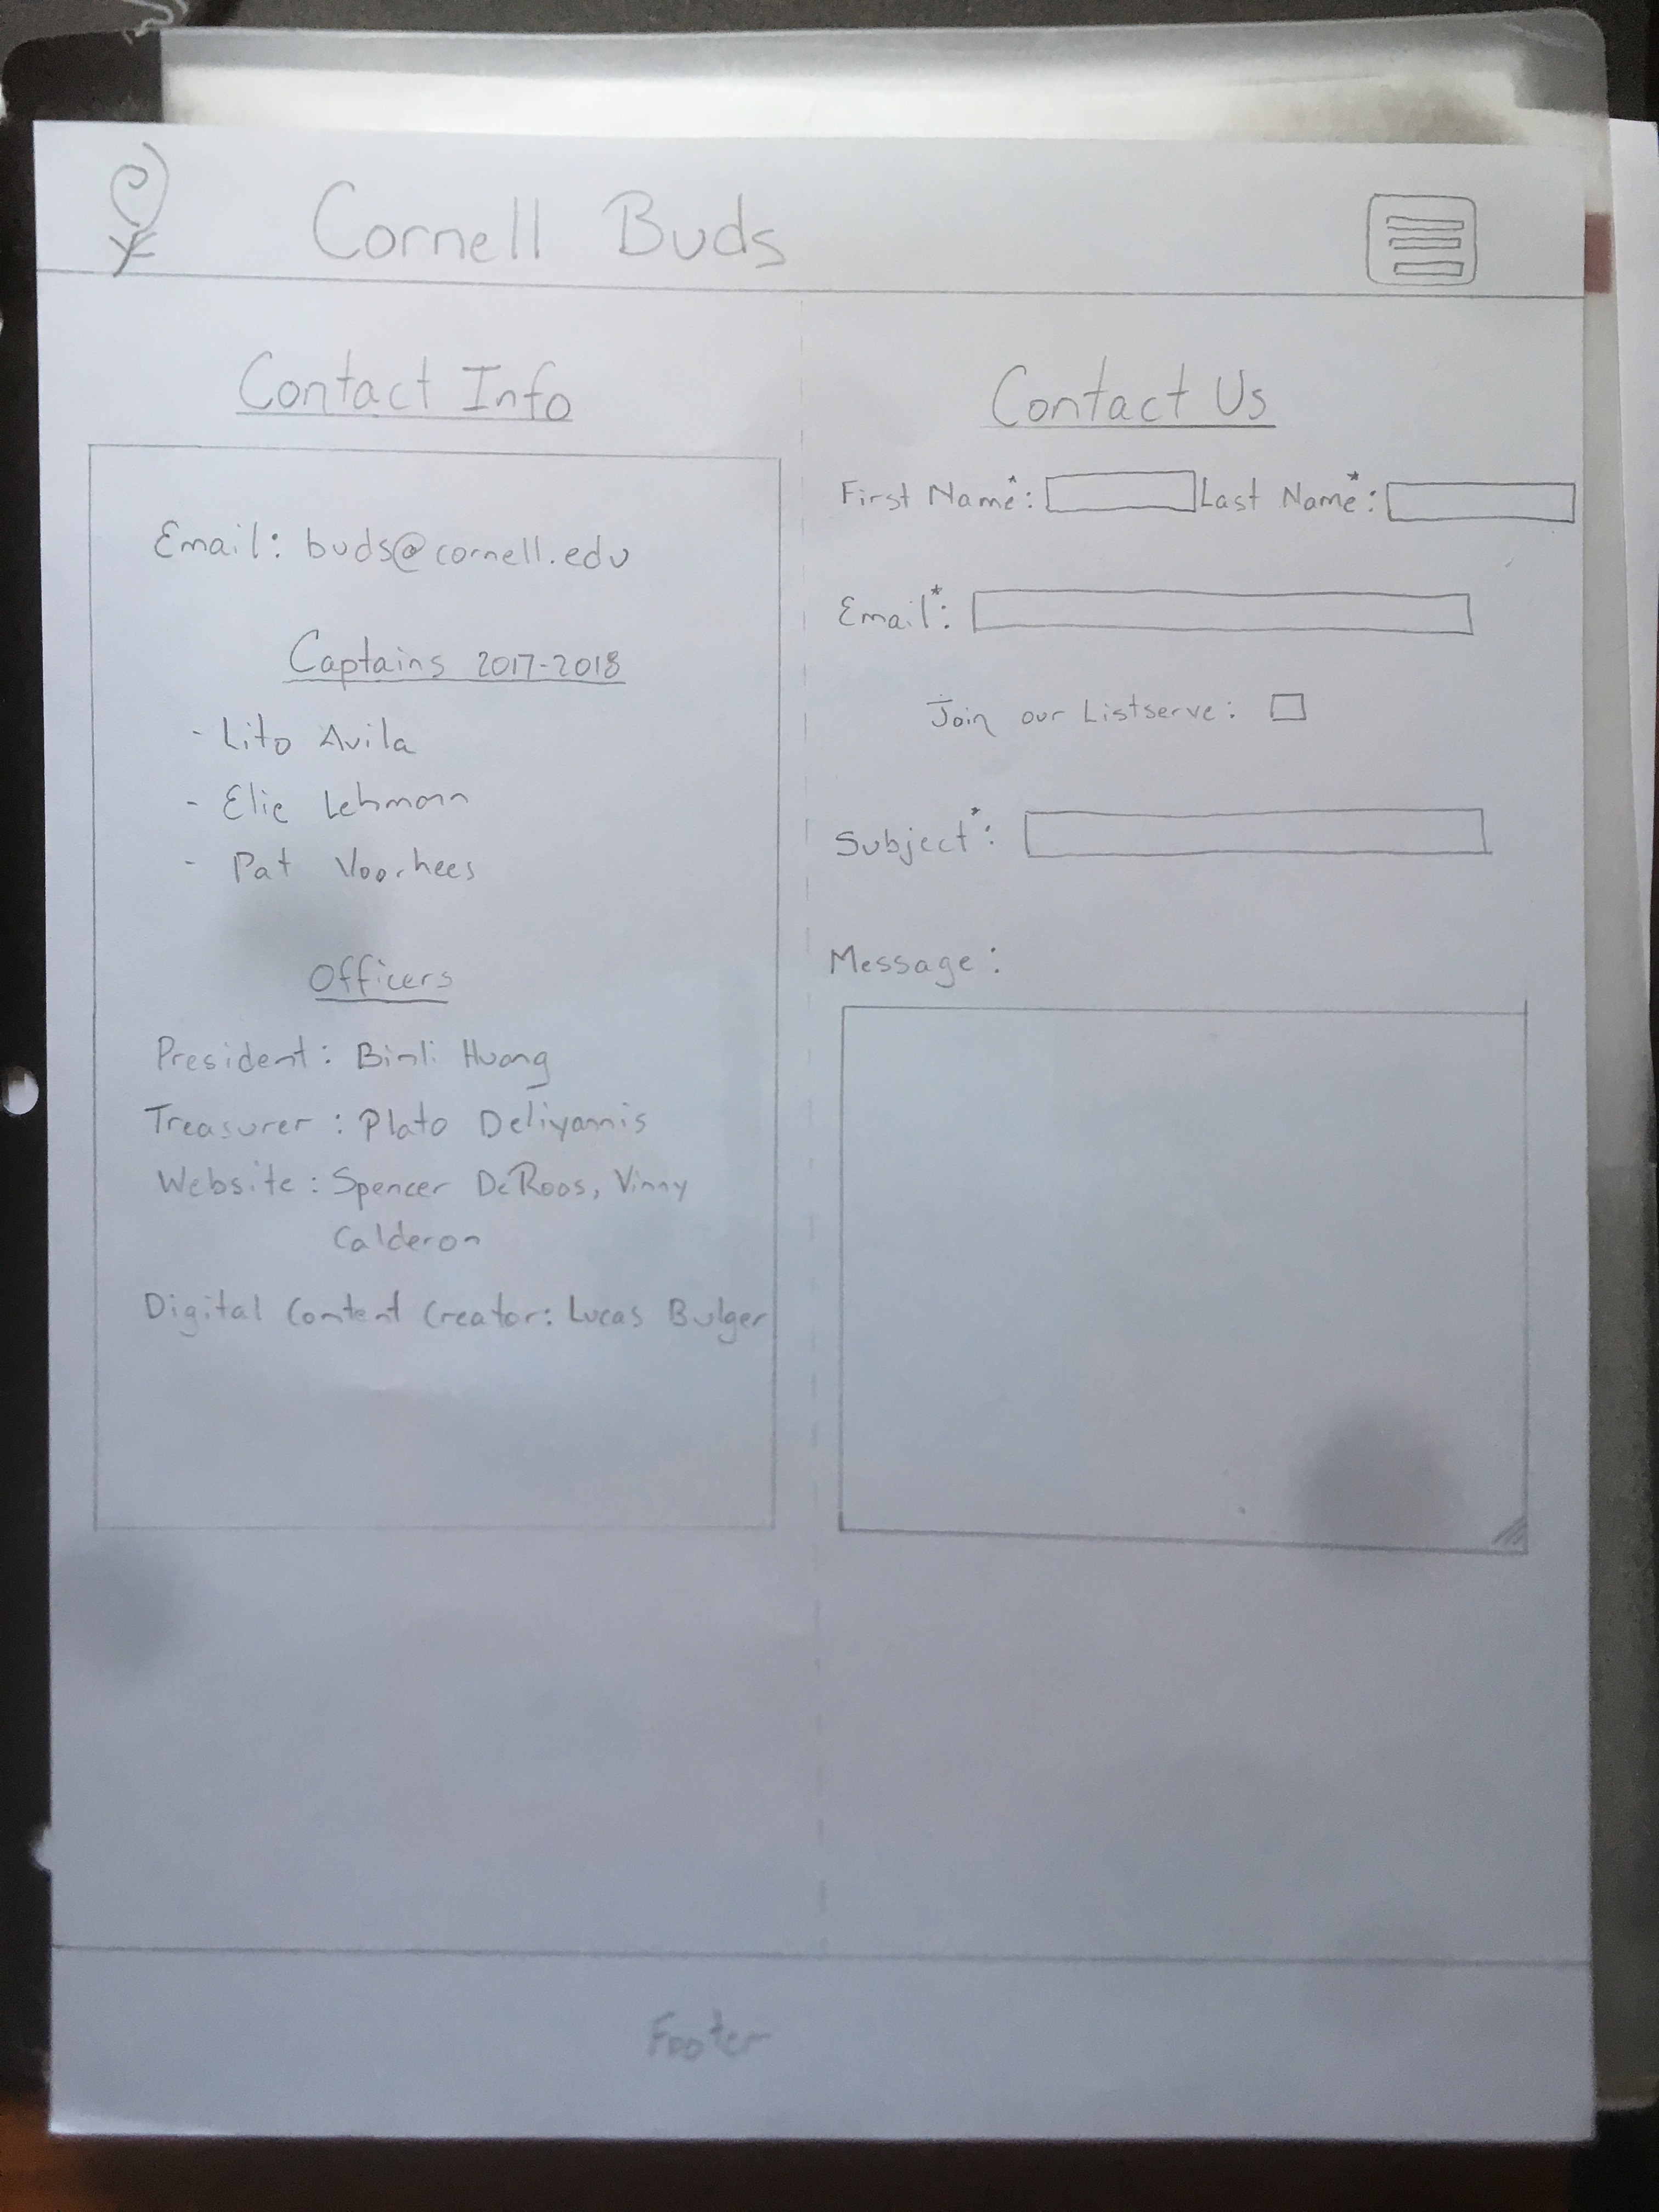 Cornell Buds
Contact Info
Email: buds@cornell.edu
Captains 2017-2018
- Lito Avila
- Elie Lehmann
- Pat Voorhees
Officers
President: Binli Huang
Treasurer: Plato Deliyannis
Website: Spencer DeRoos, Vinny
Calderon
Digital Content Creator: Lucas Bulger
Contact Us
First Name*: Last Name*:
Email*:
Join our Listserve:
Subject*:
Message:
Footer